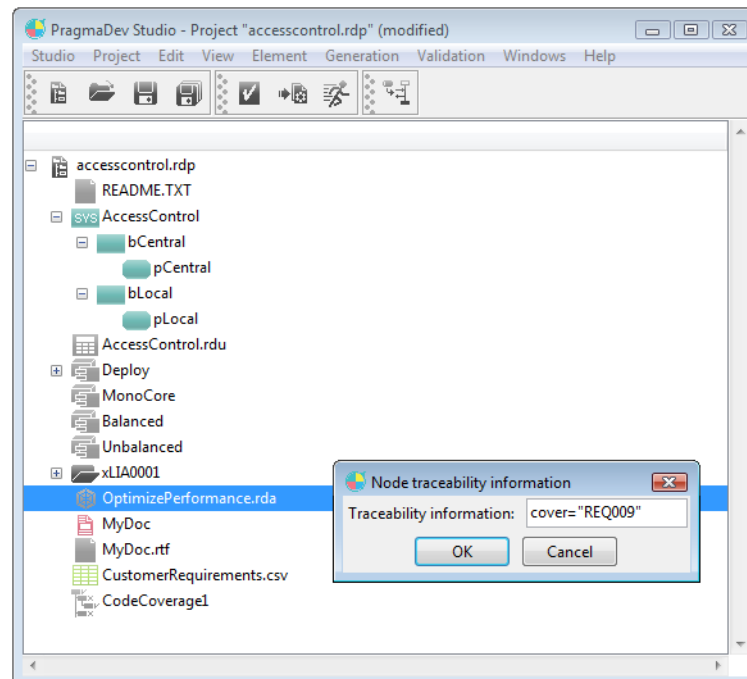 PragmaDev Studio - Project "accesscontrol.rdp" (modified)
Studio Project Edit View Element Generation Validation Windows Help
accesscontrol.rdp
README.TXT
SYS AccessControl
bCentral
pCentral
bLocal
pLocal
AccessControl.rdu
Deploy
MonoCore
Balanced
Unbalanced
xLIA0001
OptimizePerformance.rda
MyDoc
MyDoc.rtf
CustomerRequirements.csv
CodeCoverage1
Node traceability information
Traceability information: cover="REQ009"
OK Cancel